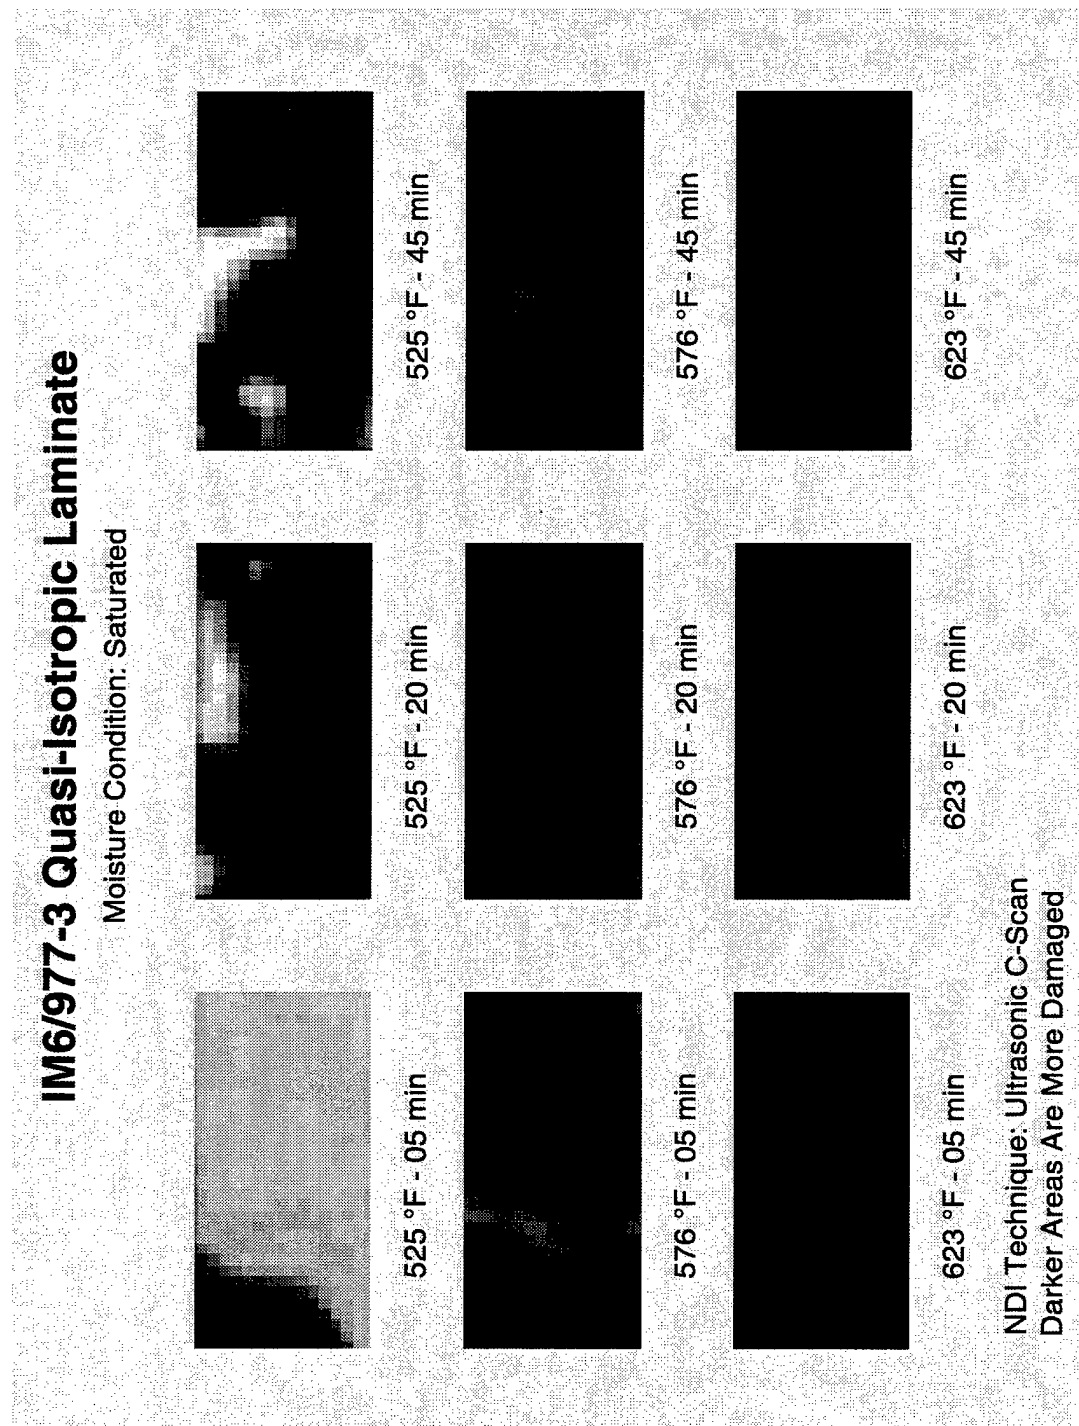 IM6/977-3 Quasi-Isotropic Laminate
Moisture Condition: Saturated
525 °F - 05 min
525 °F - 20 min
525 °F - 45 min
576 °F - 05 min
576 °F - 20 min
576 °F - 45 min
623 °F - 05 min
623 °F - 20 min
623 °F - 45 min
NDI Technique: Ultrasonic C-Scan
Darker Areas Are More Damaged